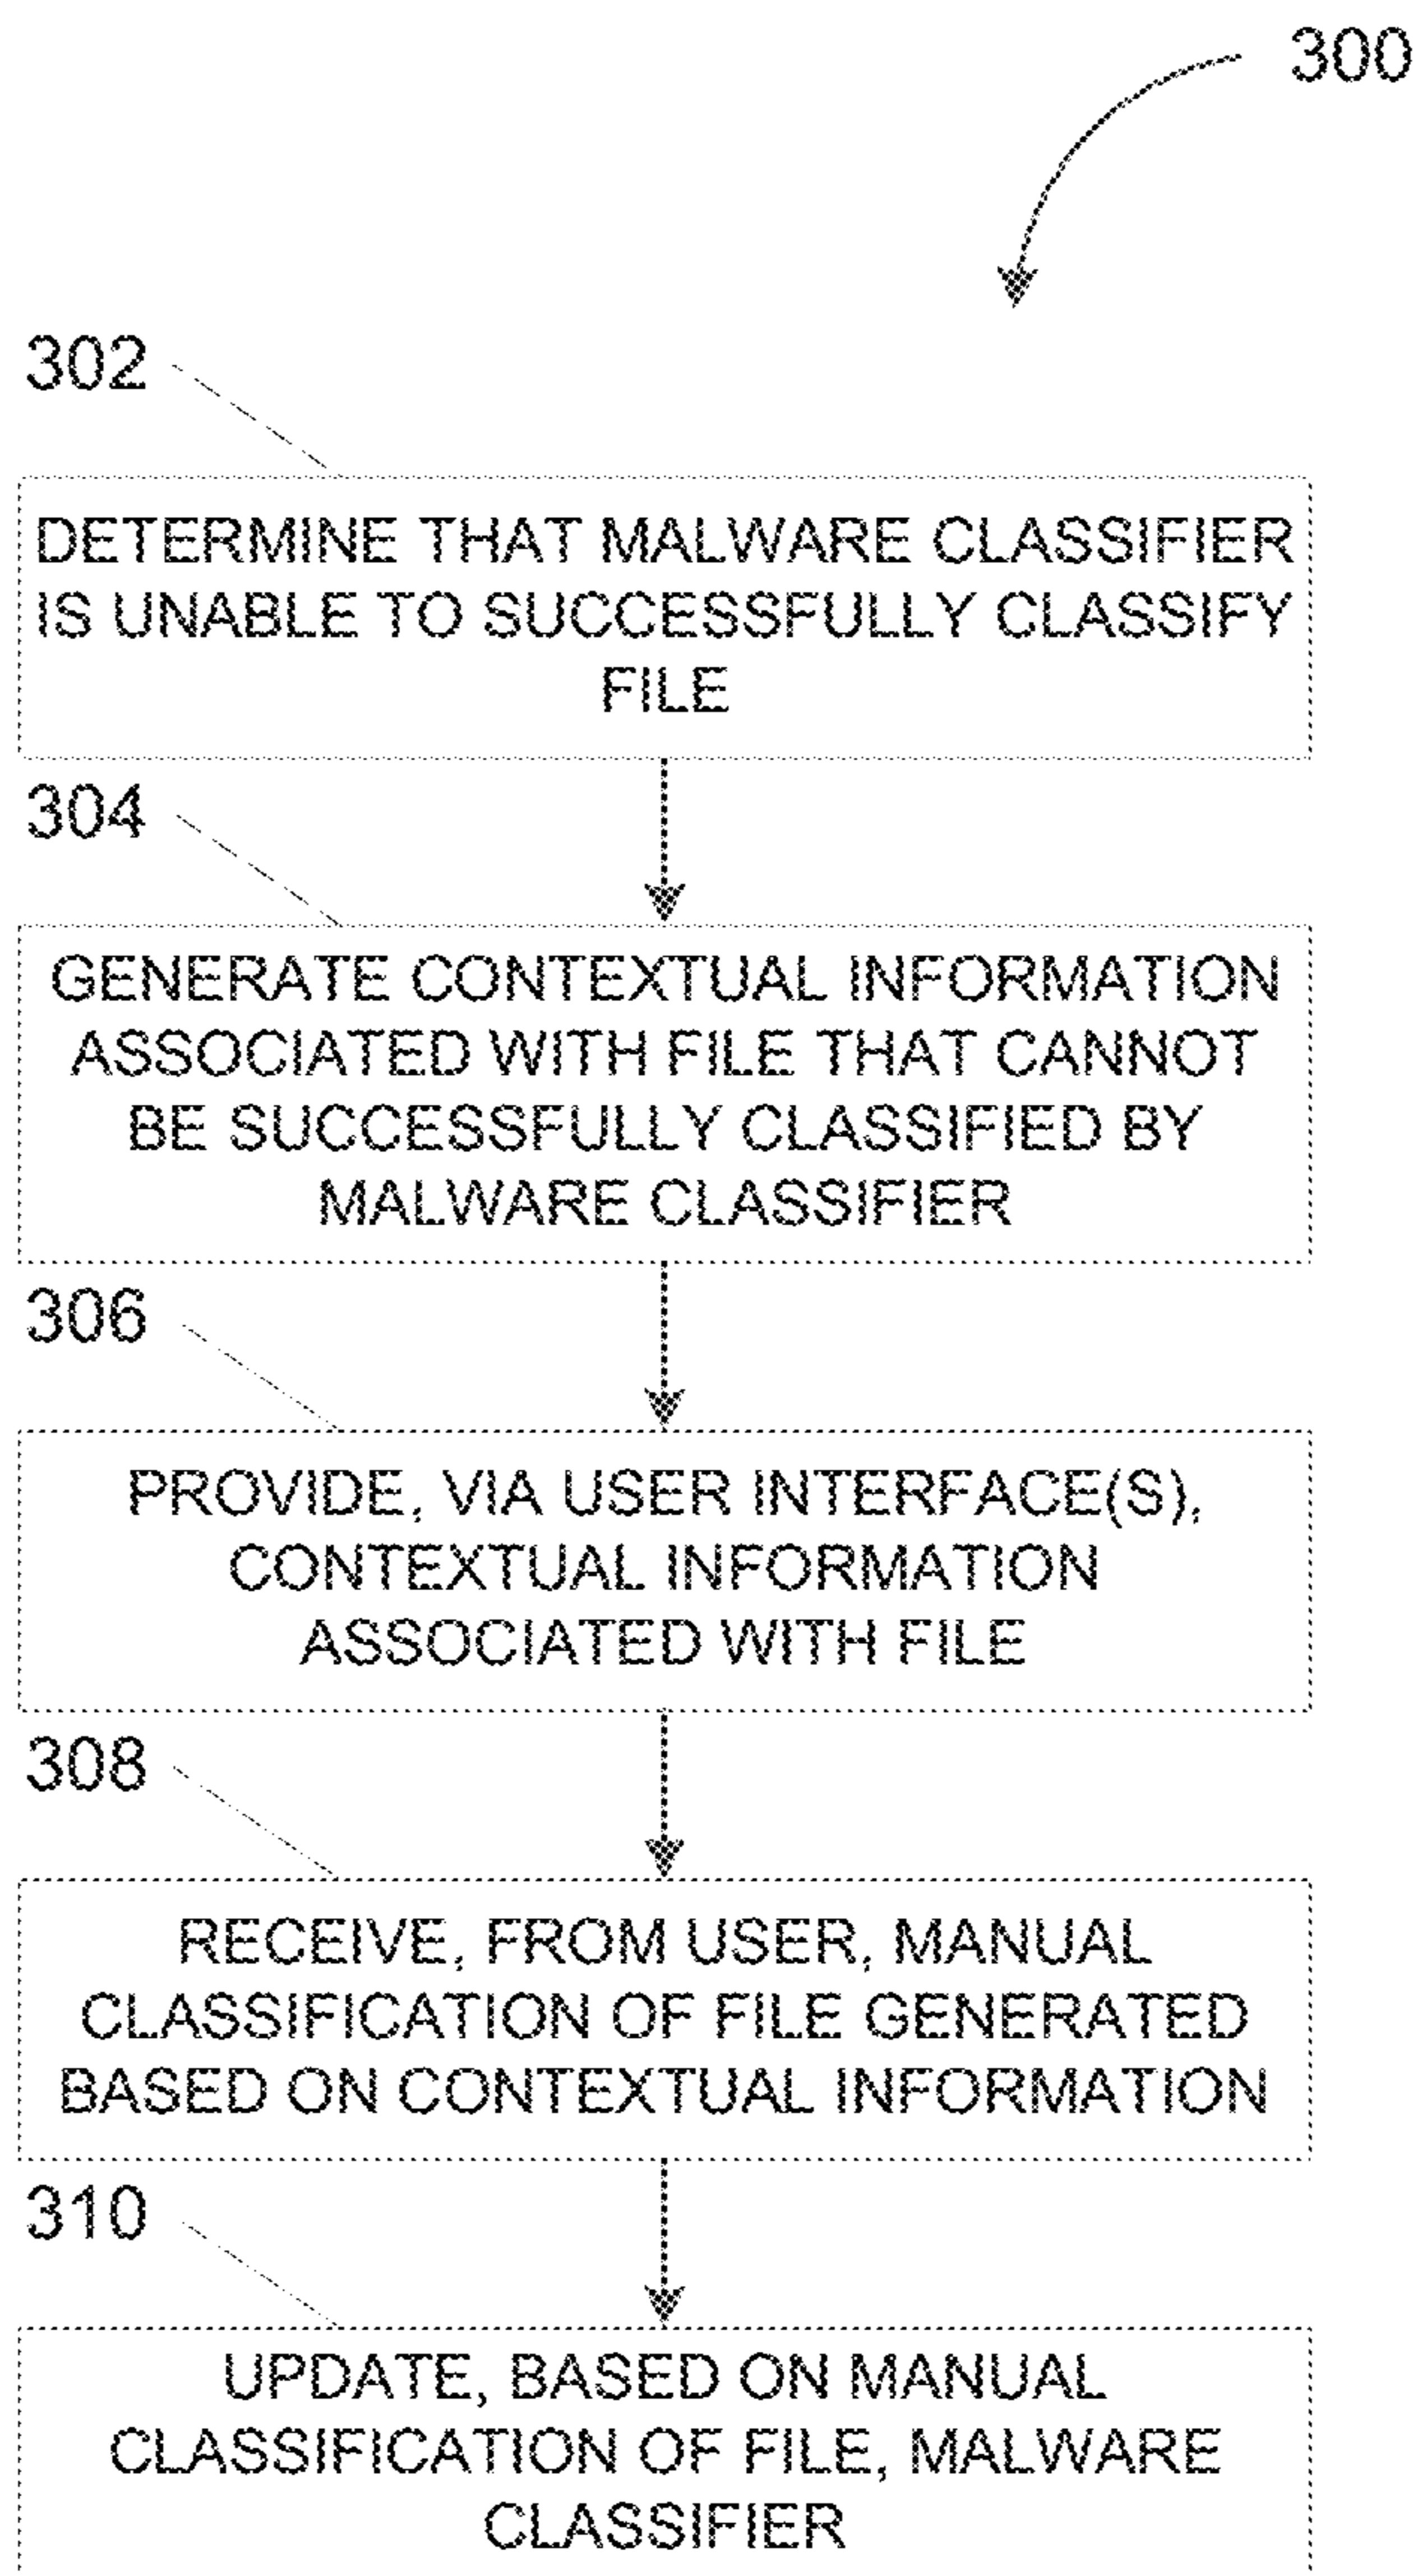 300
302
DETERMINE THAT MALWARE CLASSIFIER
IS UNABLE TO SUCCESSFULLY CLASSIFY
FILE
304
GENERATE CONTEXTUAL INFORMATION
ASSOCIATED WITH FILE THAT CANNOT
BE SUCCESSFULLY CLASSIFIED BY
MALWARE CLASSIFIER
306
PROVIDE, VIA USER INTERFACE(S),
CONTEXTUAL INFORMATION
ASSOCIATED WITH FILE
308
RECEIVE, FROM USER, MANUAL
CLASSIFICATION OF FILE GENERATED
BASED ON CONTEXTUAL INFORMATION
310
UPDATE, BASED ON MANUAL
CLASSIFICATION OF FILE, MALWARE
CLASSIFIER